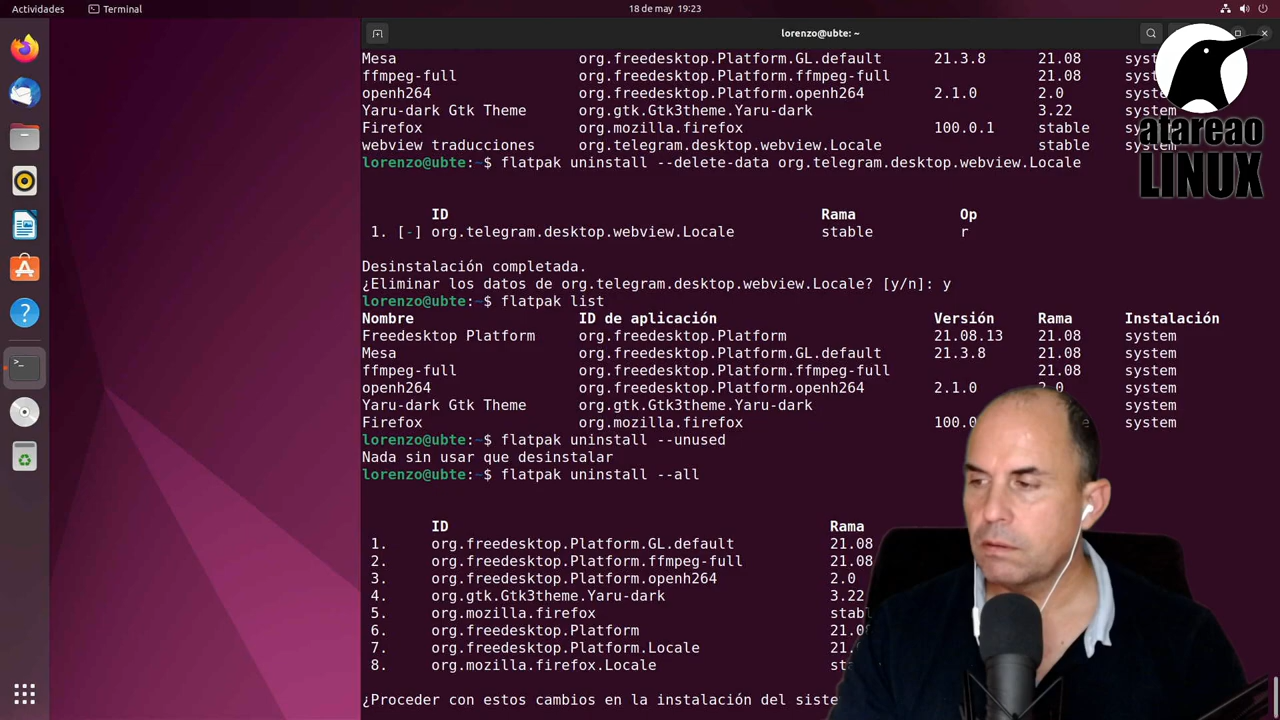 Actividades Terminal 18 de may 19:23
lorenzo@ubte: ~
Mesa org.freedesktop.Platform.GL.default 21.3.8 21.08
ffmpeg-full org.freedesktop.Platform.ffmpeg-full 21.08
openh264 org.freedesktop.Platform.openh264 2.1.0 2.0
Yaru-dark Gtk Theme org.gtk.Gtk3theme.Yaru-dark 3.22
Firefox org.mozilla.firefox 100.0.1 stable
webview traducciones org.telegram.desktop.webview.Locale stable
lorenzo@ubte:~$ flatpak uninstall --delete-data org.telegram.desktop.webview.Locale
atareao
LINUX
ID Rama Op
1. [-] org.telegram.desktop.webview.Locale stable r
Desinstalación completada.
¿Eliminar los datos de org.telegram.desktop.webview.Locale? [y/n]: y
lorenzo@ubte:~$ flatpak list
Nombre ID de aplicación Versión Rama Instalación
Freedesktop Platform org.freedesktop.Platform 21.08.13 21.08 system
Mesa org.freedesktop.Platform.GL.default 21.3.8 21.08 system
ffmpeg-full org.freedesktop.Platform.ffmpeg-full 21.08 system
openh264 org.freedesktop.Platform.openh264 2.1.0 2.0 system
Yaru-dark Gtk Theme org.gtk.Gtk3theme.Yaru-dark system
Firefox org.mozilla.firefox system
lorenzo@ubte:~$ flatpak uninstall --unused
Nada sin usar que desinstalar
lorenzo@ubte:~$ flatpak uninstall --all
ID Rama
1. org.freedesktop.Platform.GL.default 21.08
2. org.freedesktop.Platform.ffmpeg-full 21.08
3. org.freedesktop.Platform.openh264 2.0
4. org.gtk.Gtk3theme.Yaru-dark 3.22
5. org.mozilla.firefox
6. org.freedesktop.Platform
7. org.freedesktop.Platform.Locale
8. org.mozilla.firefox.Locale
¿Proceder con estos cambios en la instalación del